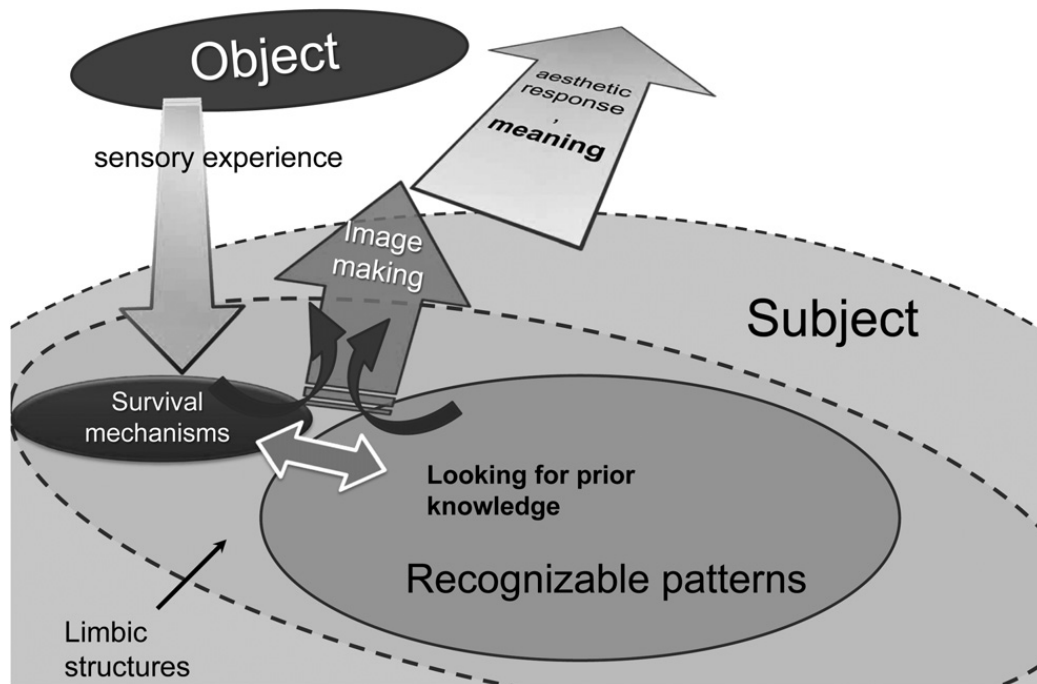 Object
aesthetic
response
,
meaning
sensory experience
Image
making
Subject
Survival
mechanisms
Looking for prior
knowledge
Recognizable patterns
Limbic
structures